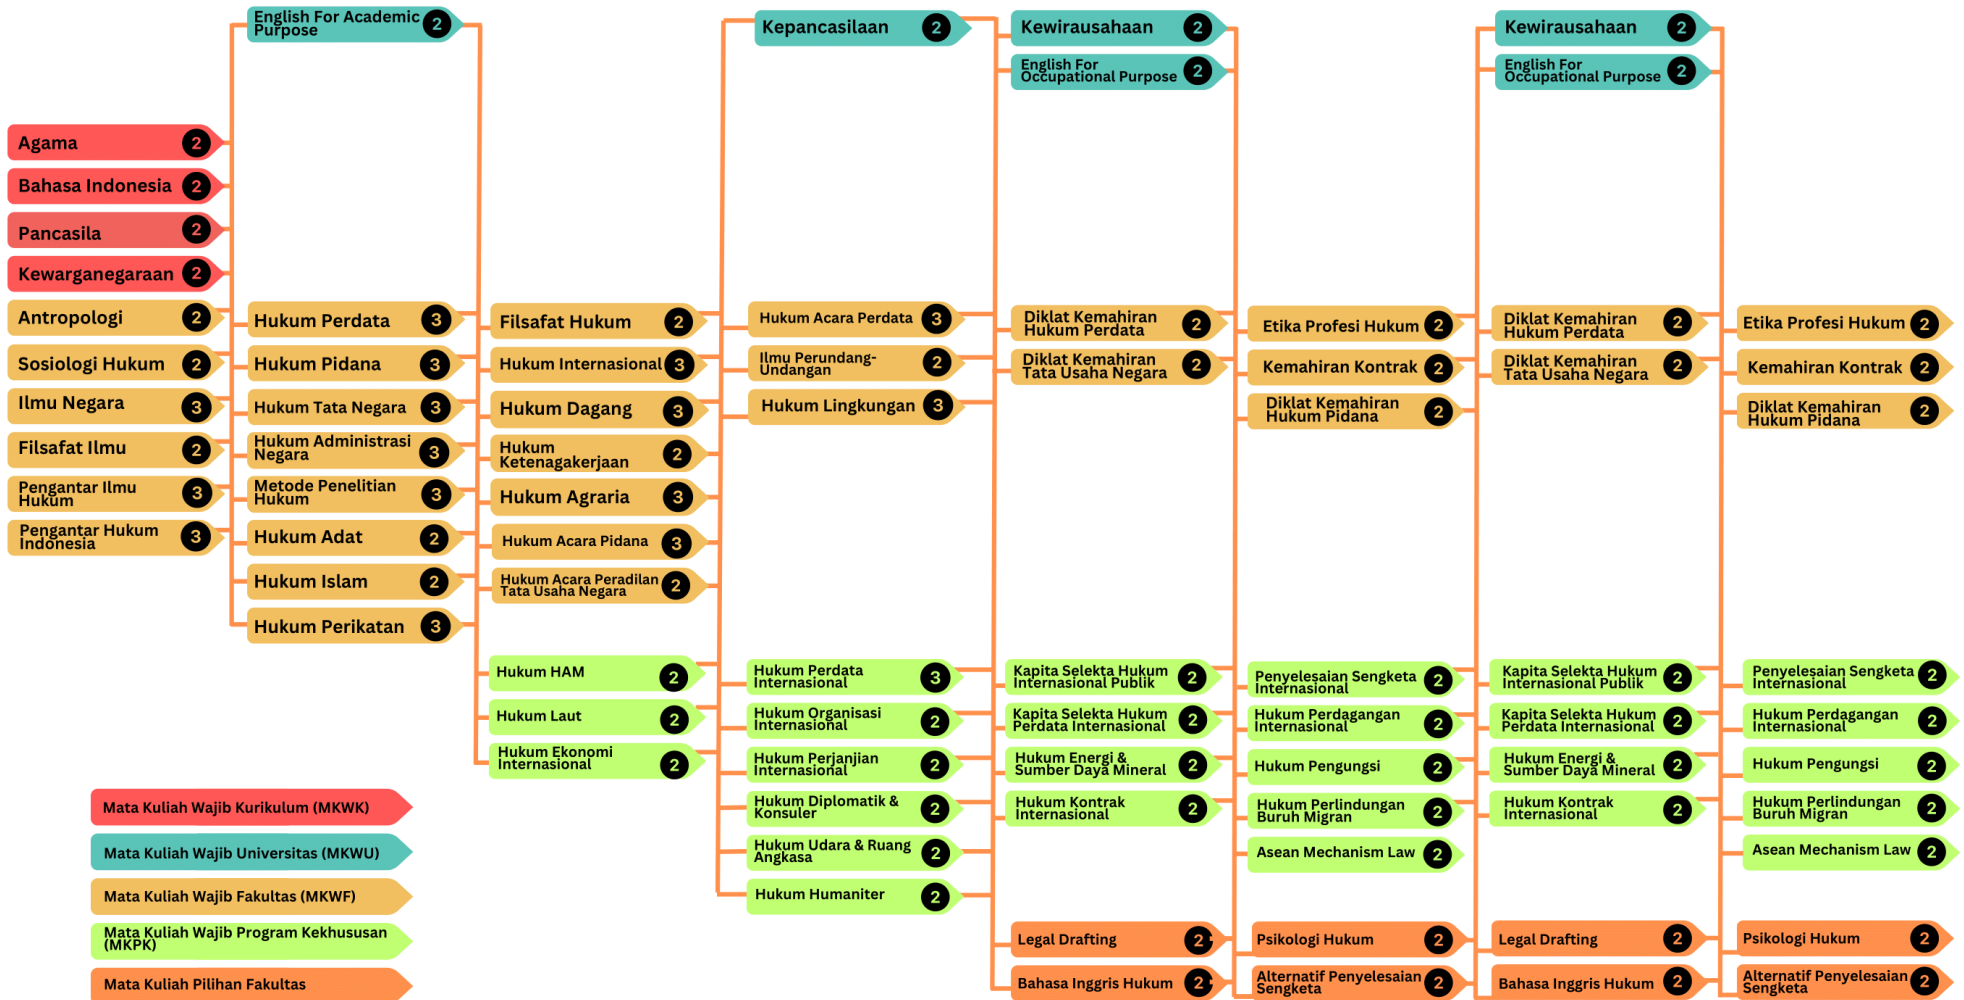 Agama 2
Bahasa Indonesia 2
Pancasila 2
Kewarganegaraan 2
Antropologi 2
Sosiologi Hukum 2
Ilmu Negara 3
Filsafat Ilmu 2
Pengantar Ilmu
Hukum 3
Pengantar Hukum
Indonesia 3
English For Academic
Purpose 2
Hukum Perdata 3
Hukum Pidana 3
Hukum Tata Negara 3
Hukum Administrasi
Negara 3
Metode Penelitian
Hukum 3
Hukum Adat 2
Hukum Islam 2
Hukum Perikatan 3
Filsafat Hukum 2
Hukum Internasional 3
Hukum Dagang 3
Hukum
Ketenagakerjaan 2
Hukum Agraria 3
Hukum Acara Pidana 3
Hukum Acara Peradilan
Tata Usaha Negara 2
Hukum HAM 2
Hukum Laut 2
Hukum Ekonomi
Internasional 2
Kepancasilaan 2
Hukum Acara Perdata 3
Ilmu Perundang-
Undangan 2
Hukum Lingkungan 3
Hukum Perdata
Internasional 3
Hukum Organisasi
Internasional 2
Hukum Perjanjian
Internasional 2
Hukum Diplomatik &
Konsuler 2
Hukum Udara & Ruang
Angkasa 2
Hukum Humaniter 2
Kewirausahaan 2
English For
Occupational Purpose 2
Diklat Kemahiran
Hukum Perdata 2
Diklat Kemahiran
Tata Usaha Negara 2
Kapita Selekta Hukum
Internasional Publik 2
Kapita Selekta Hukum
Perdata Internasional 2
Hukum Energi &
Sumber Daya Mineral 2
Hukum Kontrak
Internasional 2
Legal Drafting 2
Bahasa Inggris Hukum 2
Etika Profesi Hukum 2
Kemahiran Kontrak 2
Diklat Kemahiran
Hukum Pidana 2
Penyelesaian Sengketa
Internasional 2
Hukum Perdagangan
Internasional 2
Hukum Pengungsi 2
Hukum Perlindungan
Buruh Migran 2
Asean Mechanism Law 2
Psikologi Hukum 2
Alternatif Penyelesaian
Sengketa 2
Kewirausahaan 2
English For
Occupational Purpose 2
Diklat Kemahiran
Hukum Perdata 2
Diklat Kemahiran
Tata Usaha Negara 2
Kapita Selekta Hukum
Internasional Publik 2
Kapita Selekta Hukum
Perdata Internasional 2
Hukum Energi &
Sumber Daya Mineral 2
Hukum Kontrak
Internasional 2
Legal Drafting 2
Bahasa Inggris Hukum 2
Etika Profesi Hukum 2
Kemahiran Kontrak 2
Diklat Kemahiran
Hukum Pidana 2
Penyelesaian Sengketa
Internasional 2
Hukum Perdagangan
Internasional 2
Hukum Pengungsi 2
Hukum Perlindungan
Buruh Migran 2
Asean Mechanism Law 2
Psikologi Hukum 2
Alternatif Penyelesaian
Sengketa 2
Mata Kuliah Wajib Kurikulum (MKWK)
Mata Kuliah Wajib Universitas (MKWU)
Mata Kuliah Wajib Fakultas (MKWF)
Mata Kuliah Wajib Program Kekhususan
(MKPK)
Mata Kuliah Pilihan Fakultas